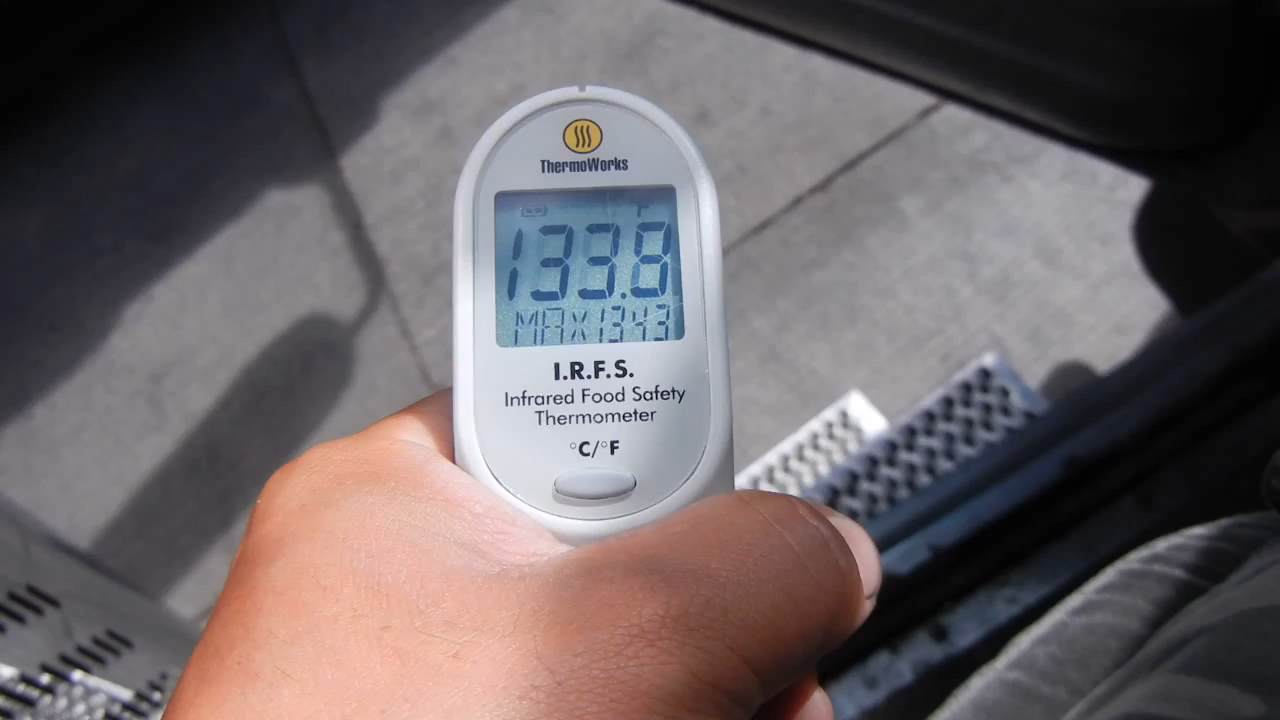 ThermoWorks
F
133.8
MAX 134.3
I.R.F.S.
Infrared Food Safety
Thermometer
°C/°F